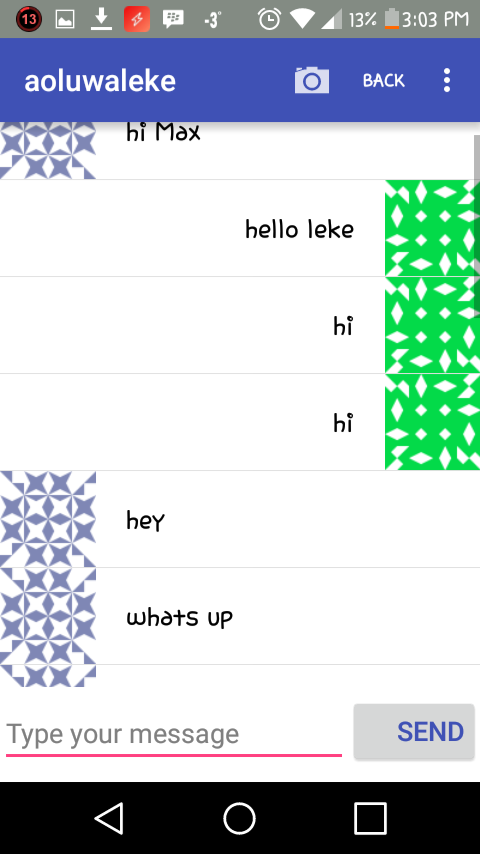 13 -3° 13% 3:03 PM
aoluwaleke BACK
hi Max
hello leke
hi
hi
hey
whats up
Type your message SEND